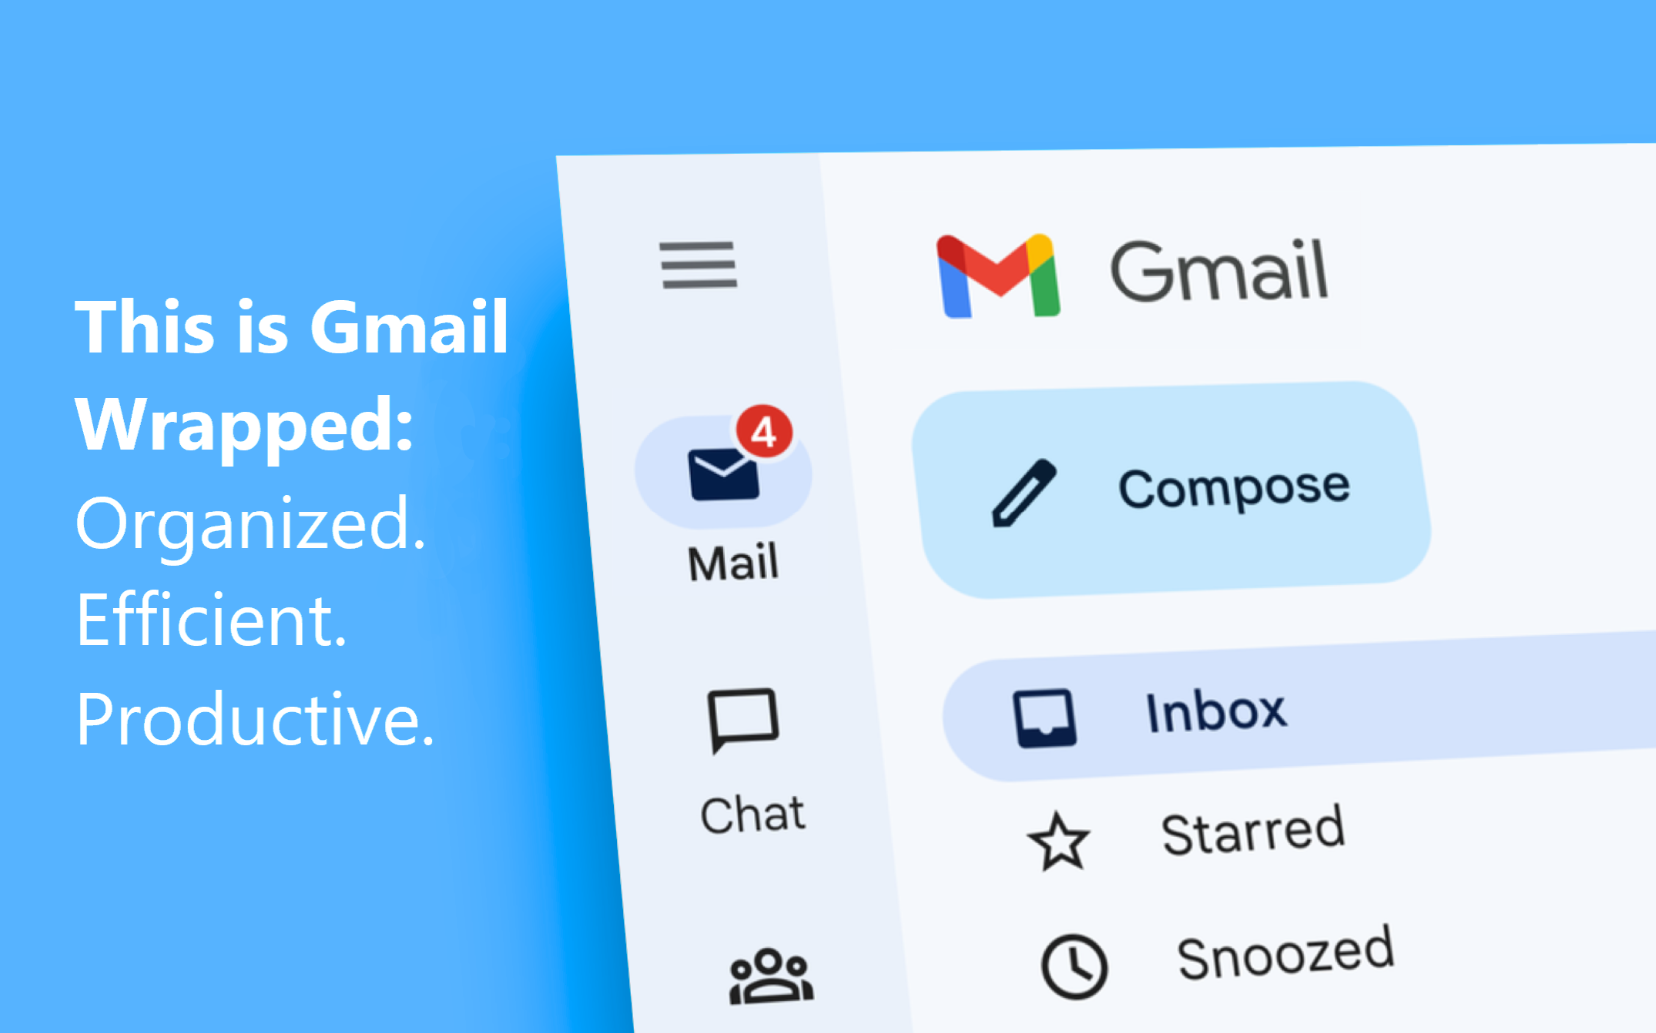 This is Gmail
Wrapped:
Organized.
Efficient.
Productive.
Gmail
4
Mail
Compose
Inbox
Chat
Starred
Snoozed